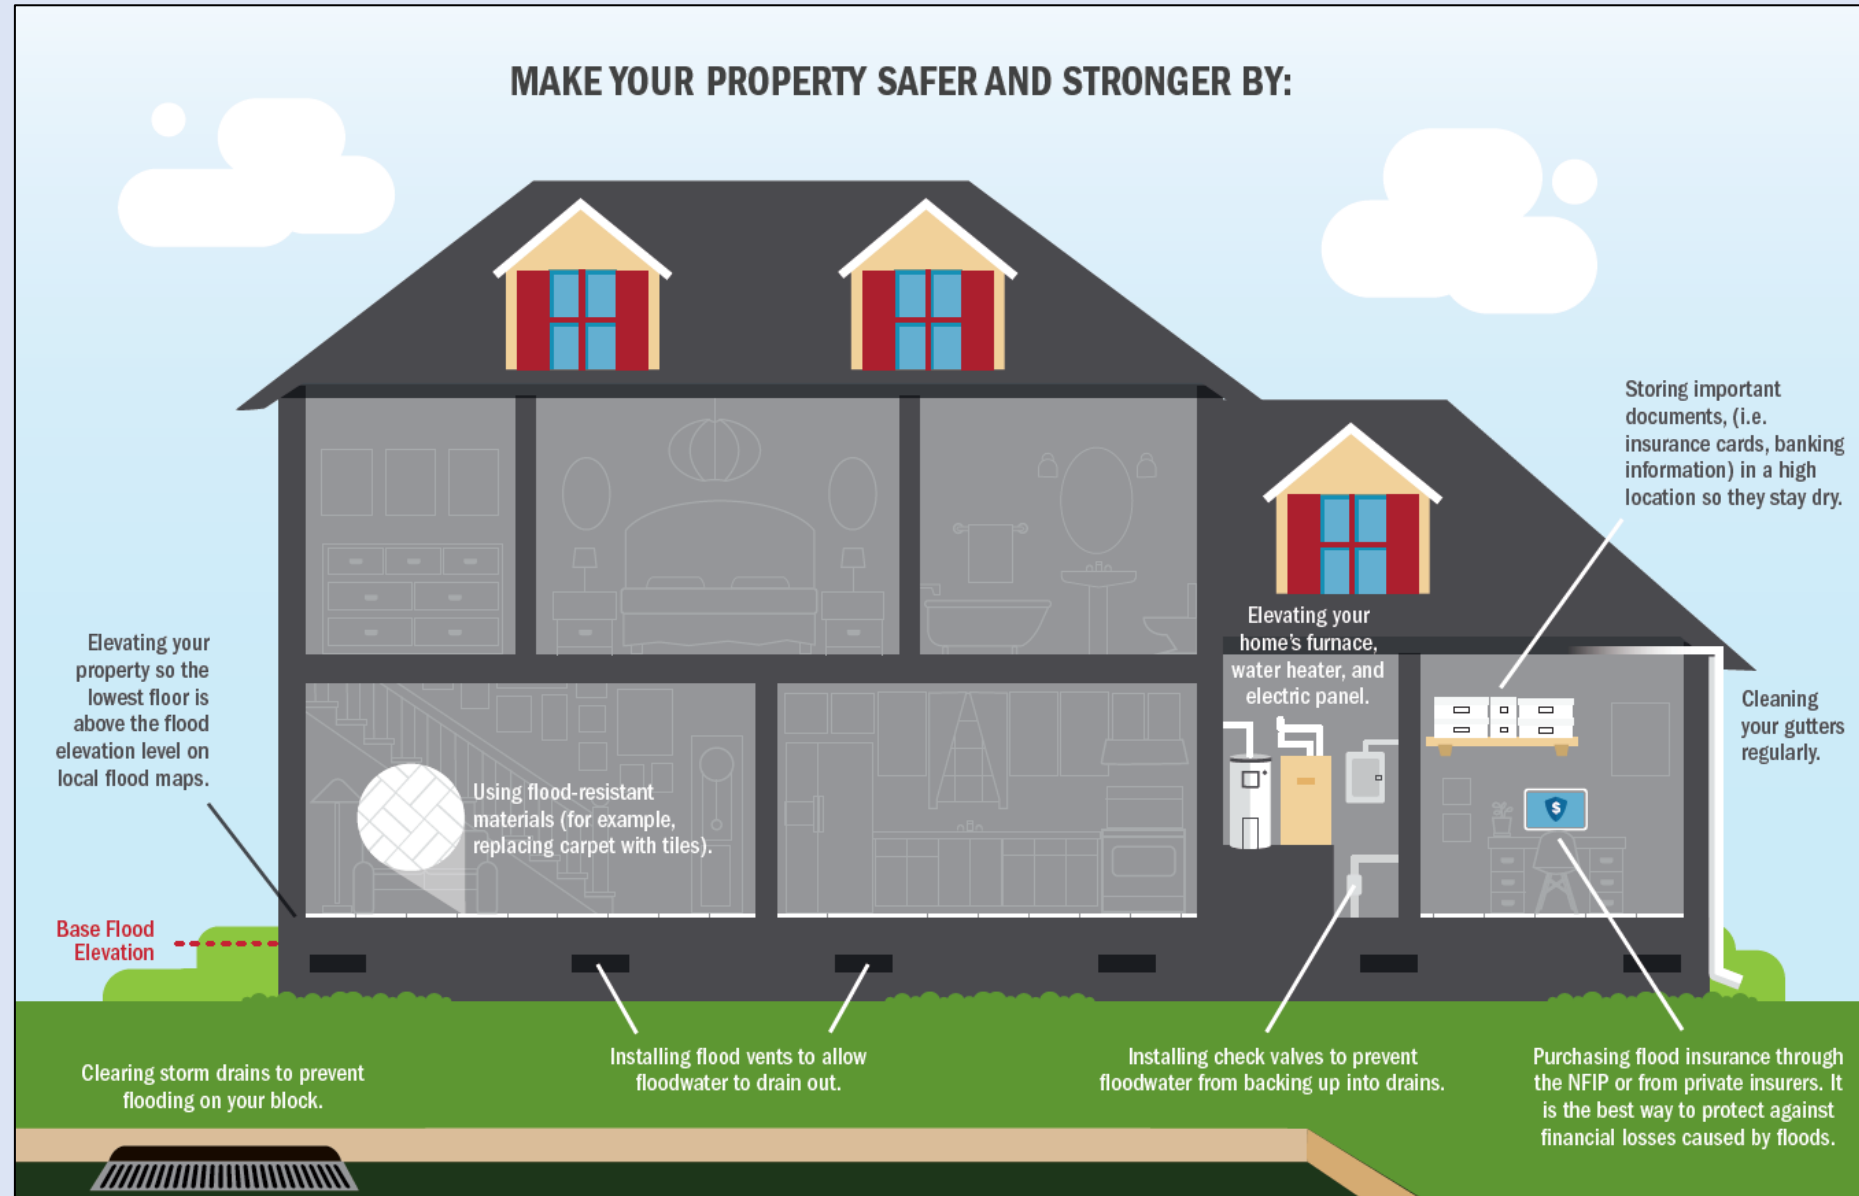 MAKE YOUR PROPERTY SAFER AND STRONGER BY:
Storing important
documents, (i.e.
insurance cards, banking
information) in a high
location so they stay dry.
Elevating your
home's furnace,
water heater, and
electric panel.
Elevating your
property so the
lowest floor is
above the flood
elevation level on
local flood maps.
Cleaning
your gutters
regularly.
Using flood-resistant
materials (for example,
replacing carpet with tiles).
$
Base Flood
Elevation
Clearing storm drains to prevent
flooding on your block.
Installing flood vents to allow
floodwater to drain out.
Installing check valves to prevent
floodwater from backing up into drains.
Purchasing flood insurance through
the NFIP or from private insurers. It
is the best way to protect against
financial losses caused by floods.